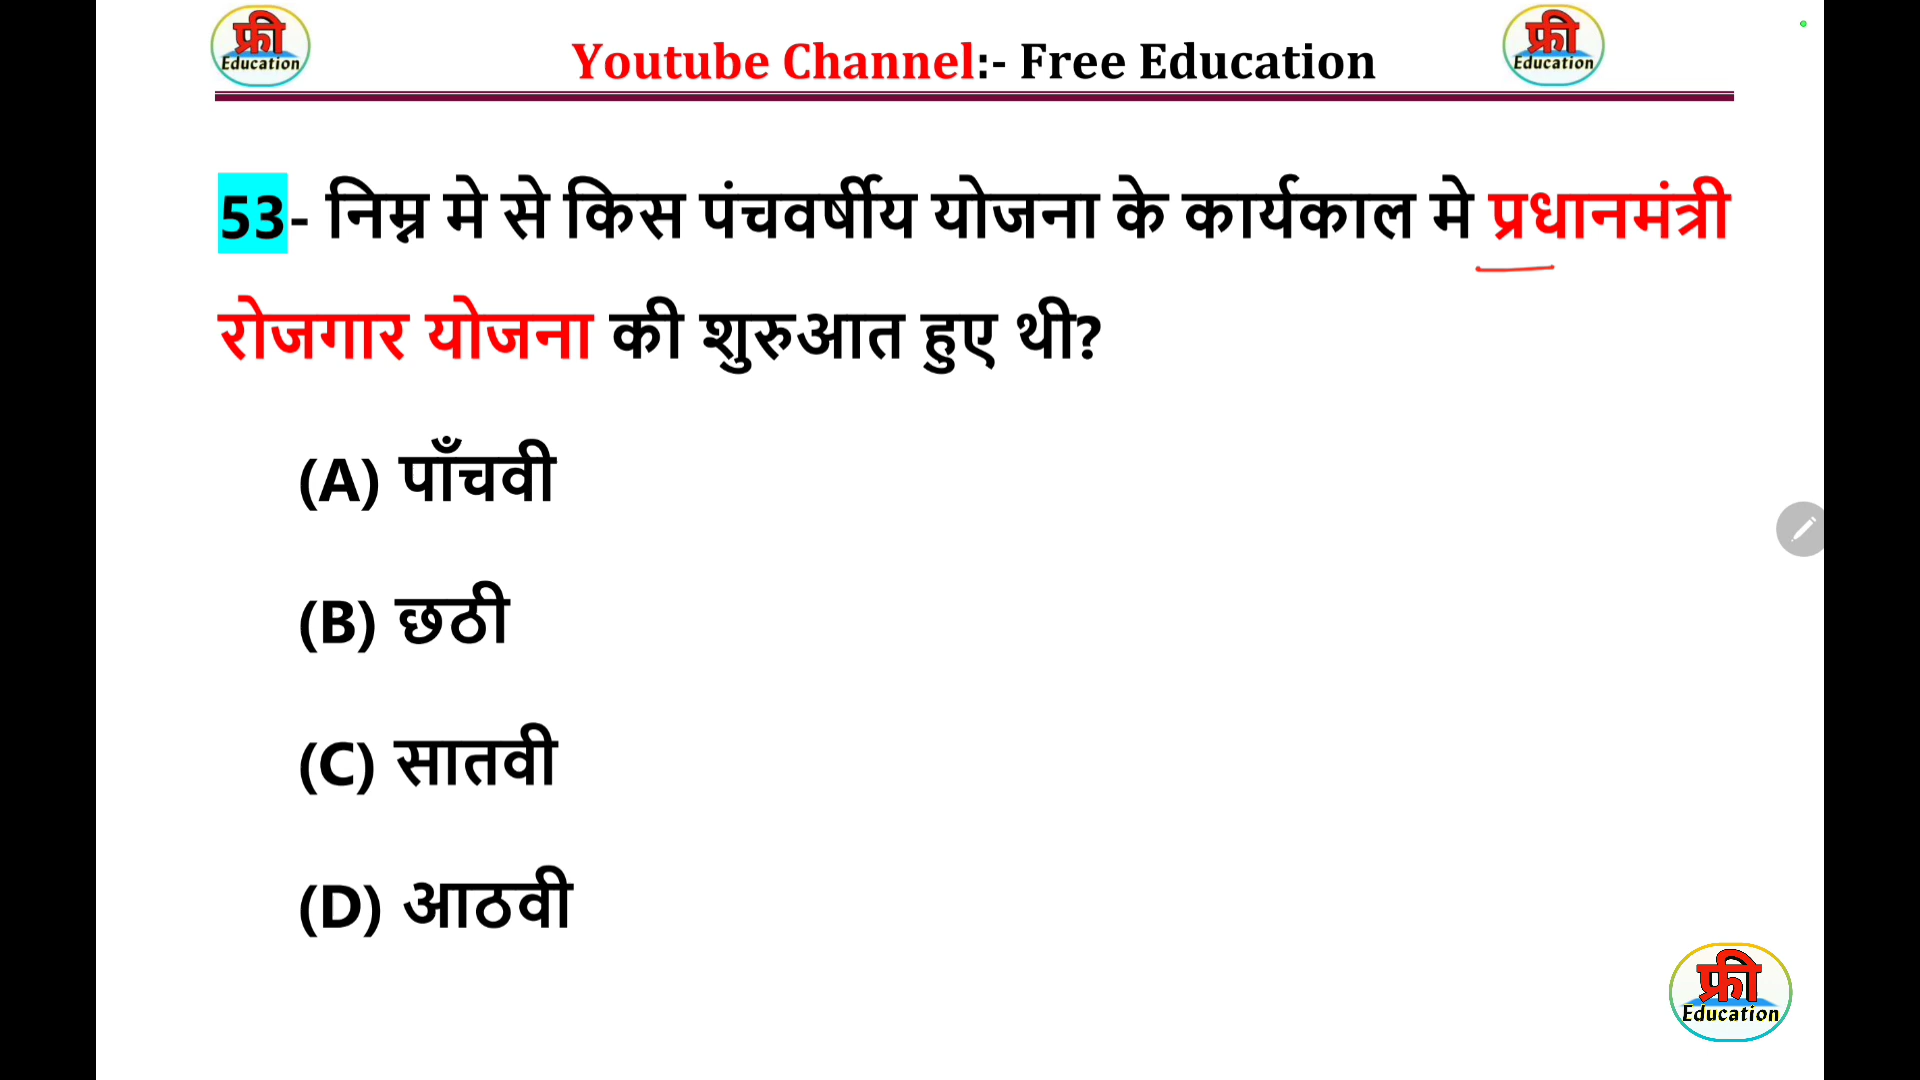 फ्री
Education
Youtube Channel:- Free Education
फ्री
Education
53- निम्न मे से किस पंचवर्षीय योजना के कार्यकाल मे प्रधानमंत्री
रोजगार योजना की शुरुआत हुए थी?
(A) पाँचवी
(B) छठी
(C) सातवी
(D) आठवी
फ्री
Education